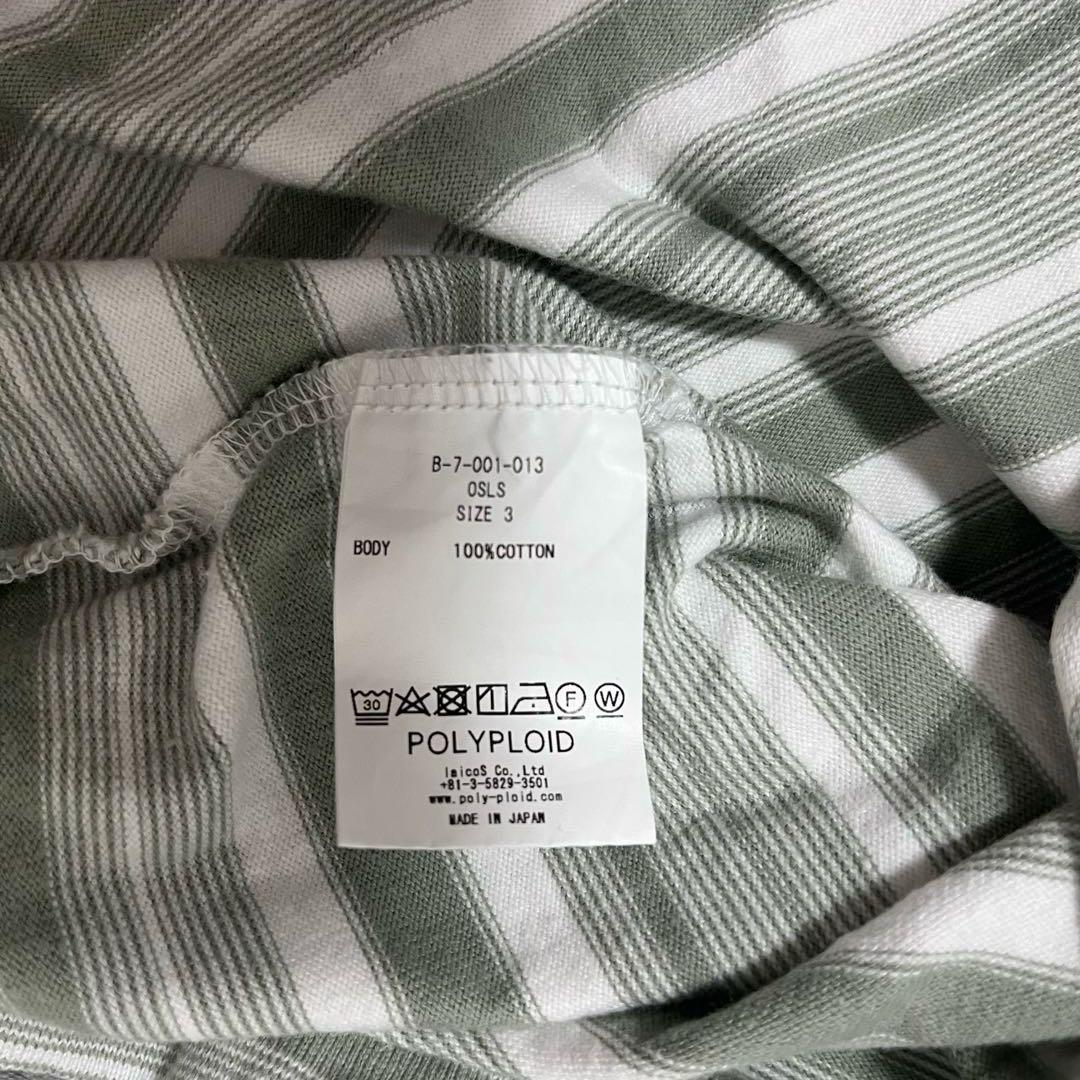 B-7-001-013
OSLS
SIZE 3
BODY 100%COTTON
30 F W
POLYPLOID
laicoS Co.,Ltd
+81-3-5829-3501
www.poly-ploid.com
MADE IN JAPAN